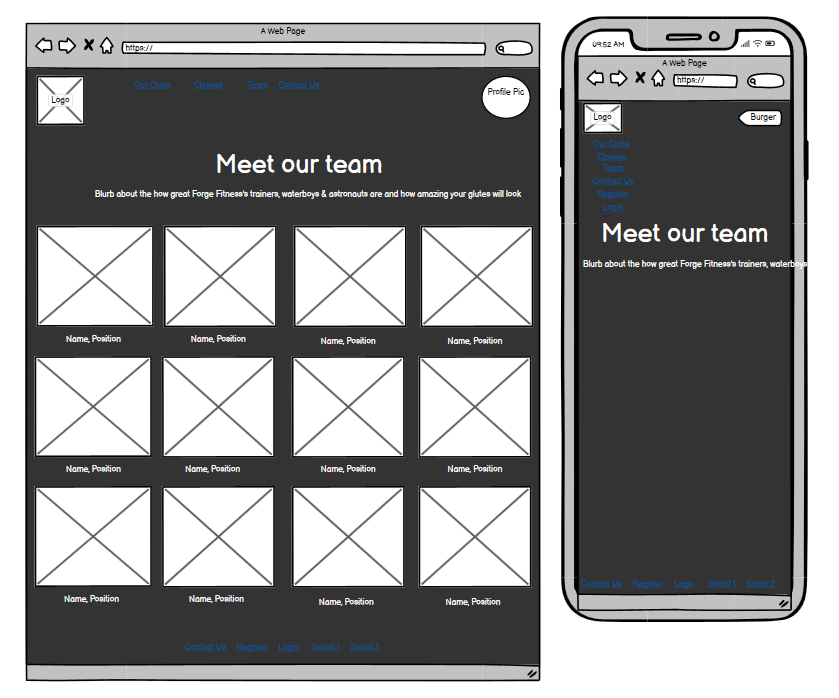 A Web Page
https://
Logo
Our Clubs Classes Team Contact Us
Profile Pic
Meet our team
Blurb about the how great Forge Fitness's trainers, waterboys & astronauts are and how amazing your glutes will look
Name, Position Name, Position Name, Position Name, Position
Name, Position Name, Position Name, Position Name, Position
Name, Position Name, Position Name, Position Name, Position
Contact Us Register Login Social 1 Social 2
09:52 AM
A Web Page
https://
Logo
Burger
Our Clubs
Classes
Team
Contact Us
Register
Login
Meet our team
Blurb about the how great Forge Fitness's trainers, waterboys
Contact Us Register Login Social 1 Social 2